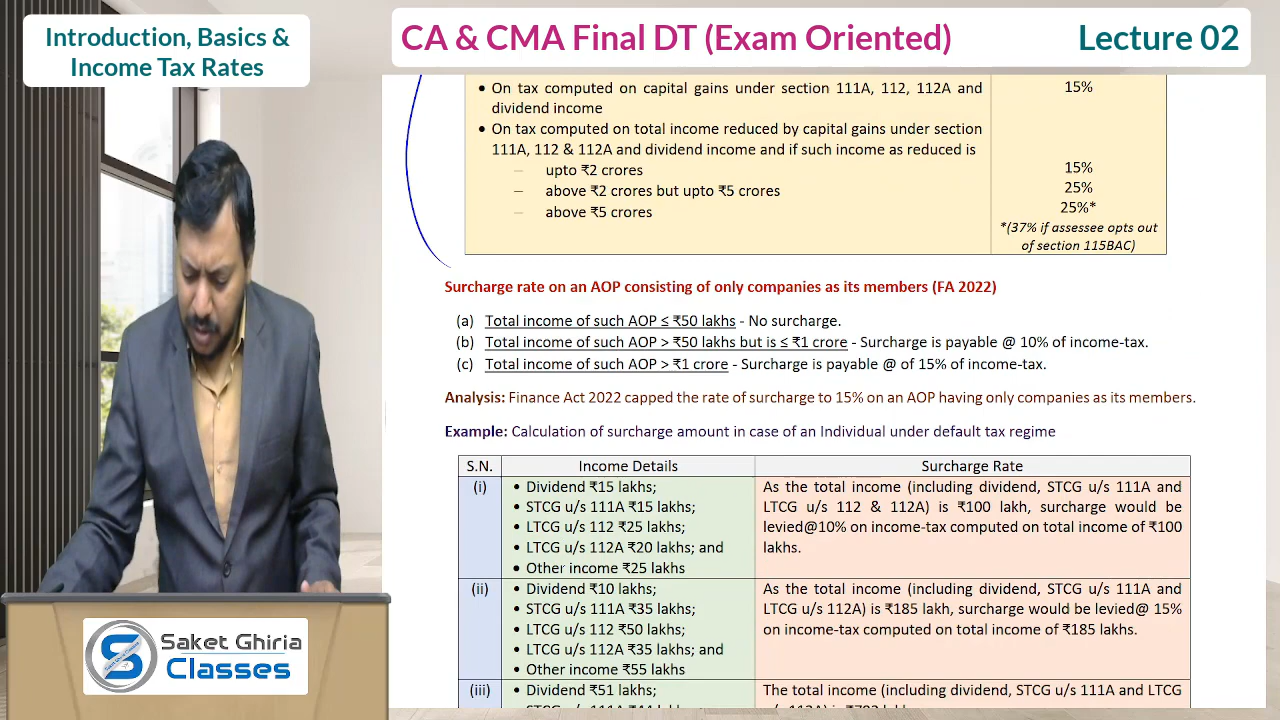 Introduction, Basics &
Income Tax Rates
CA & CMA Final DT (Exam Oriented)
Lecture 02
• On tax computed on capital gains under section 111A, 112, 112A and
dividend income
15%
• On tax computed on total income reduced by capital gains under section
111A, 112 & 112A and dividend income and if such income as reduced is
– upto ₹2 crores
15%
– above ₹2 crores but upto ₹5 crores
25%
– above ₹5 crores
25%*
*(37% if assessee opts out
of section 115BAC)
Surcharge rate on an AOP consisting of only companies as its members (FA 2022)
(a) Total income of such AOP ≤ ₹50 lakhs - No surcharge.
(b) Total income of such AOP > ₹50 lakhs but is ≤ ₹1 crore - Surcharge is payable @ 10% of income-tax.
(c) Total income of such AOP > ₹1 crore - Surcharge is payable @ of 15% of income-tax.
Analysis: Finance Act 2022 capped the rate of surcharge to 15% on an AOP having only companies as its members.
Example: Calculation of surcharge amount in case of an Individual under default tax regime
S.N. Income Details Surcharge Rate
(i)
• Dividend ₹15 lakhs;
• STCG u/s 111A ₹15 lakhs;
• LTCG u/s 112 ₹25 lakhs;
• LTCG u/s 112A ₹20 lakhs; and
• Other income ₹25 lakhs
As the total income (including dividend, STCG u/s 111A and
LTCG u/s 112 & 112A) is ₹100 lakh, surcharge would be
levied@10% on income-tax computed on total income of ₹100
lakhs.
(ii)
• Dividend ₹10 lakhs;
• STCG u/s 111A ₹35 lakhs;
• LTCG u/s 112 ₹50 lakhs;
• LTCG u/s 112A ₹35 lakhs; and
• Other income ₹55 lakhs
As the total income (including dividend, STCG u/s 111A and
LTCG u/s 112A) is ₹185 lakh, surcharge would be levied@ 15%
on income-tax computed on total income of ₹185 lakhs.
(iii)
• Dividend ₹51 lakhs;
The total income (including dividend, STCG u/s 111A and LTCG
Saket Ghiria
Classes